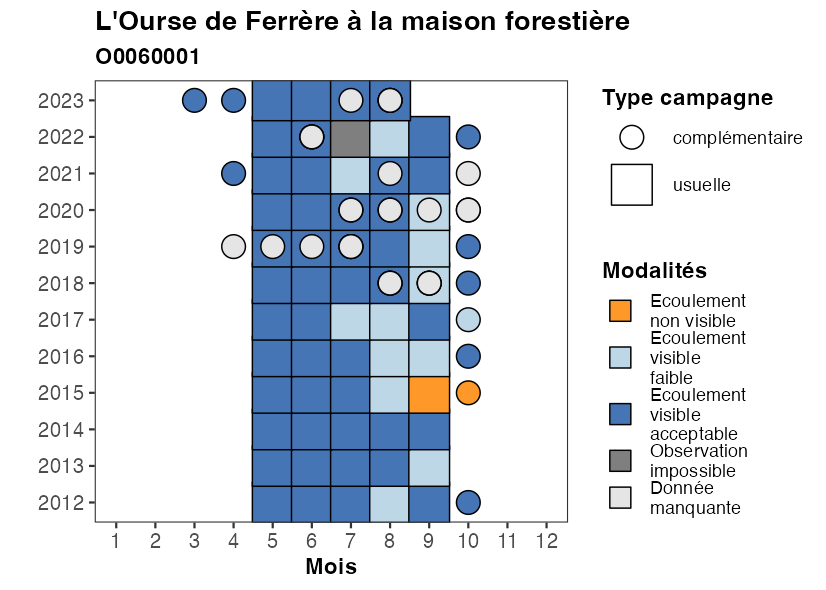 L'Ourse de Ferrère à la maison forestière
O0060001
2023
2022
2021
2020
2019
2018
2017
2016
2015
2014
2013
2012
1 2 3 4 5 6 7 8 9 10 11 12
Mois
Type campagne
complémentaire
usuelle
Modalités
Ecoulement
non visible
Ecoulement
visible
faible
Ecoulement
visible
acceptable
Observation
impossible
Donnée
manquante